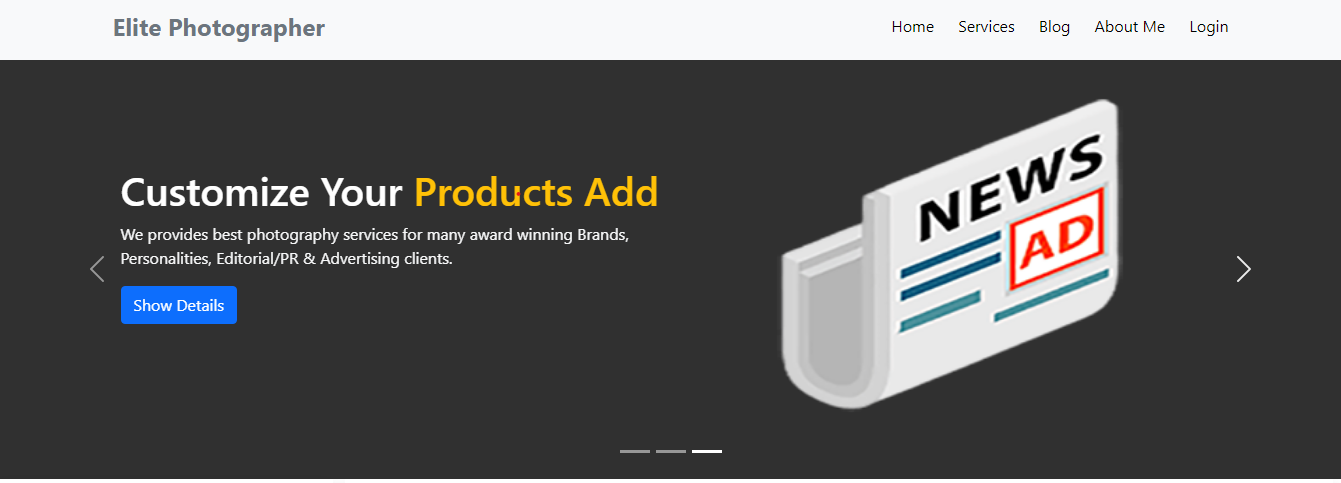 Elite Photographer
Home Services Blog About Me Login
Customize Your Products Add
We provides best photography services for many award winning Brands,
Personalities, Editorial/PR & Advertising clients.
Show Details
NEWS
AD